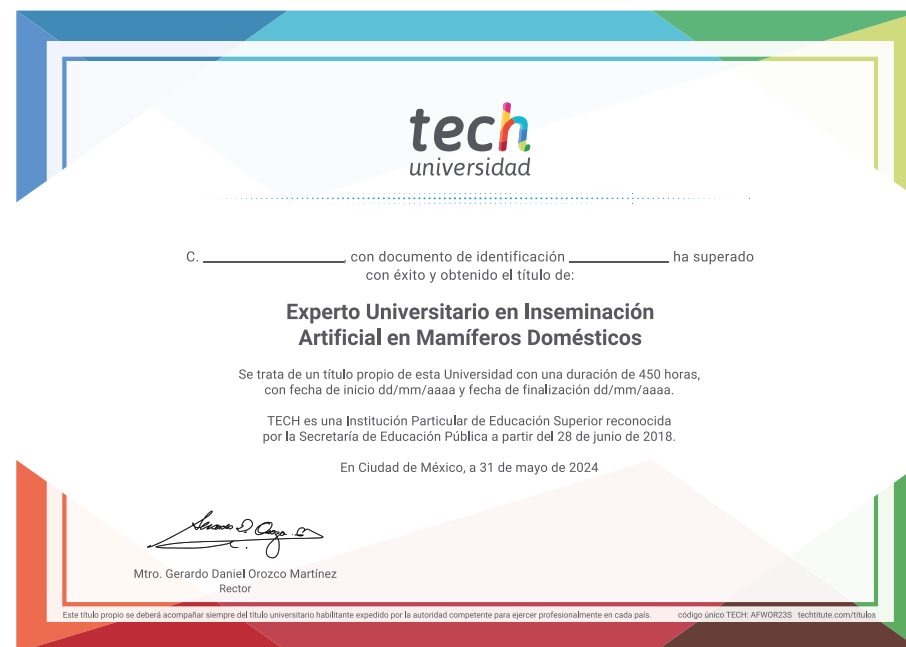 tech
universidad
C. ____________________, con documento de identificación ______________ ha superado
con éxito y obtenido el título de:
Experto Universitario en Inseminación
Artificial en Mamíferos Domésticos
Se trata de un título propio de esta Universidad con una duración de 450 horas,
con fecha de inicio dd/mm/aaaa y fecha de finalización dd/mm/aaaa.
TECH es una Institución Particular de Educación Superior reconocida
por la Secretaría de Educación Pública a partir del 28 de junio de 2018.
En Ciudad de México, a 31 de mayo de 2024
Mtro. Gerardo Daniel Orozco Martínez
Rector
Este título propio se deberá acompañar siempre del título universitario habilitante expedido por la autoridad competente para ejercer profesionalmente en cada país. código único TECH: AFWOR23S techtitute.com/titulos